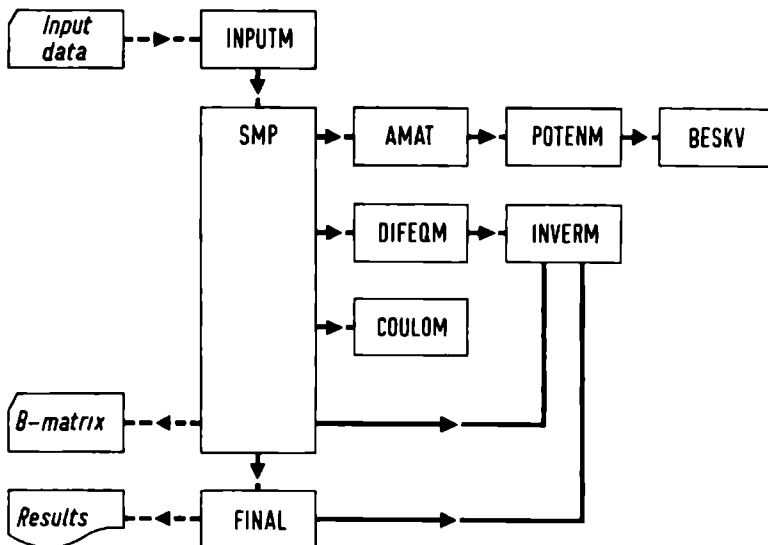 Input
data
INPUTM
SMP
AMAT
POTENM
BESKV
DIFEQM
INVERM
COULOM
B-matrix
Results
FINAL